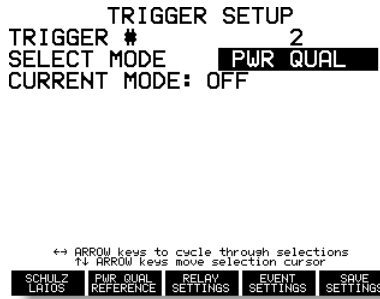 TRIGGER SETUP
TRIGGER # 2
SELECT MODE PWR QUAL
CURRENT MODE: OFF
←→ ARROW keys to cycle through selections
↑↓ ARROW keys move selection cursor
SCHULZ LAIOS PWR QUAL REFERENCE RELAY SETTINGS EVENT SETTINGS SAVE SETTINGS